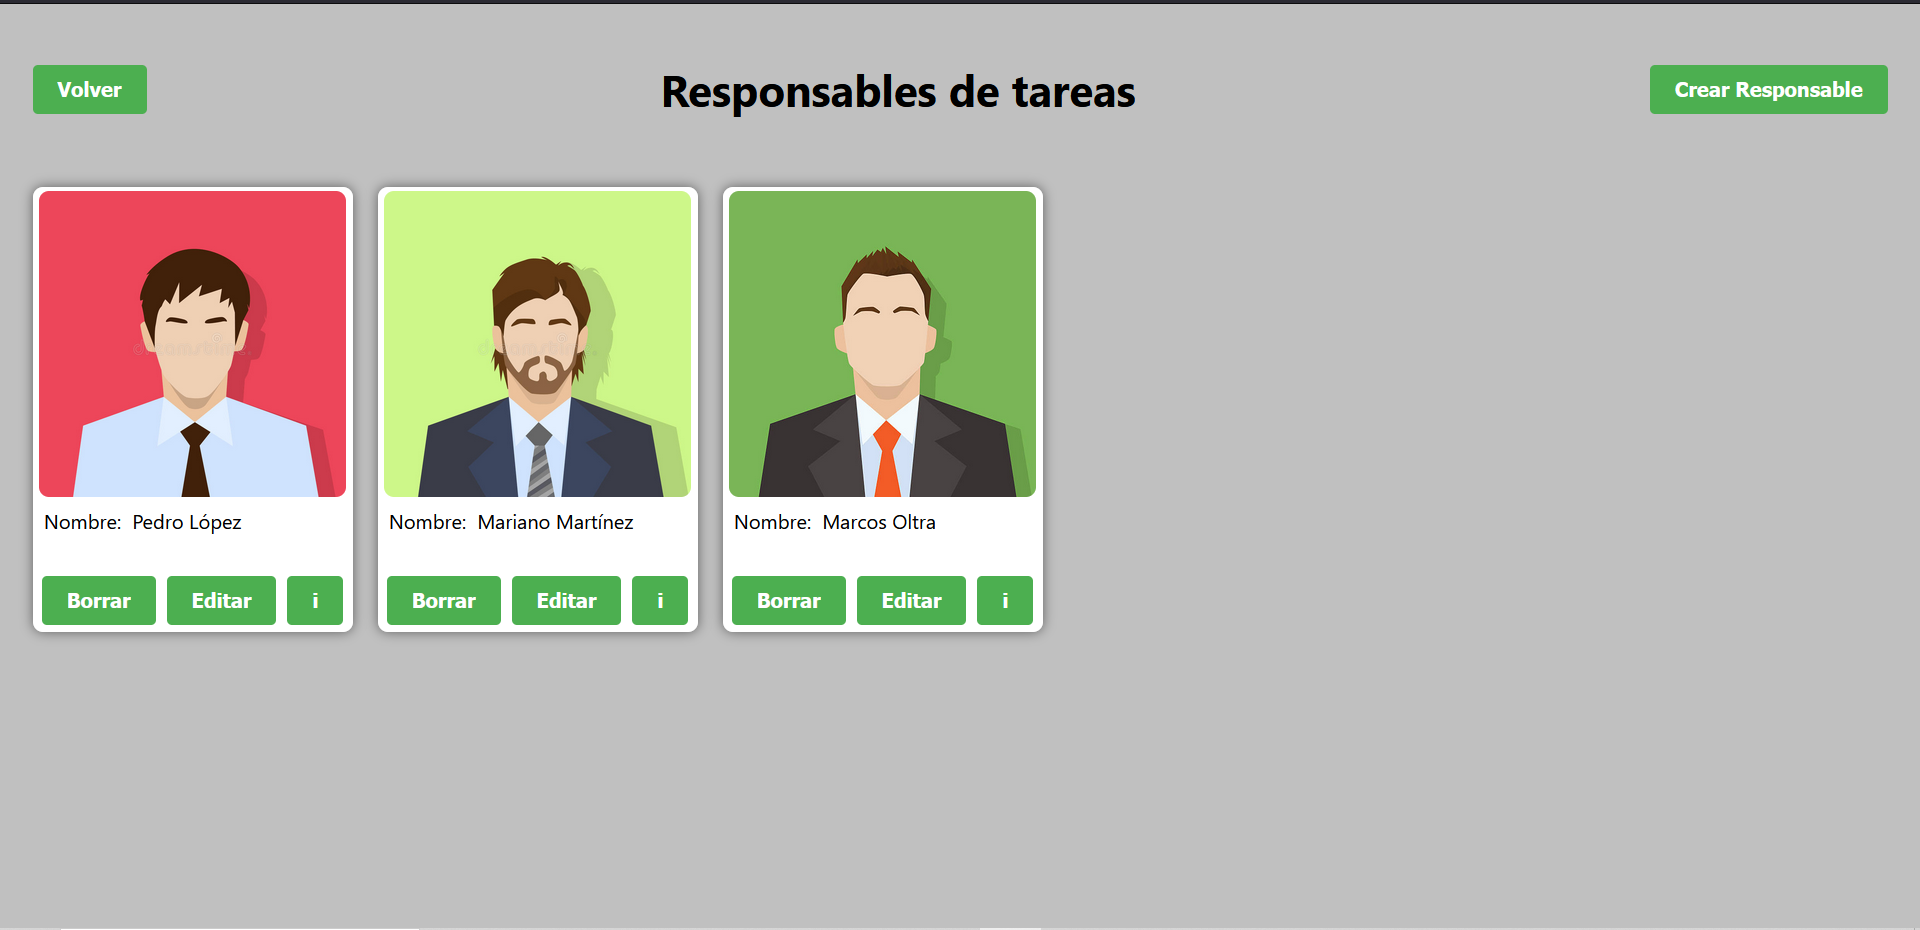 Volver
Responsables de tareas
Crear Responsable
Nombre: Pedro López
Borrar Editar i
Nombre: Mariano Martínez
Borrar Editar i
Nombre: Marcos Oltra
Borrar Editar i